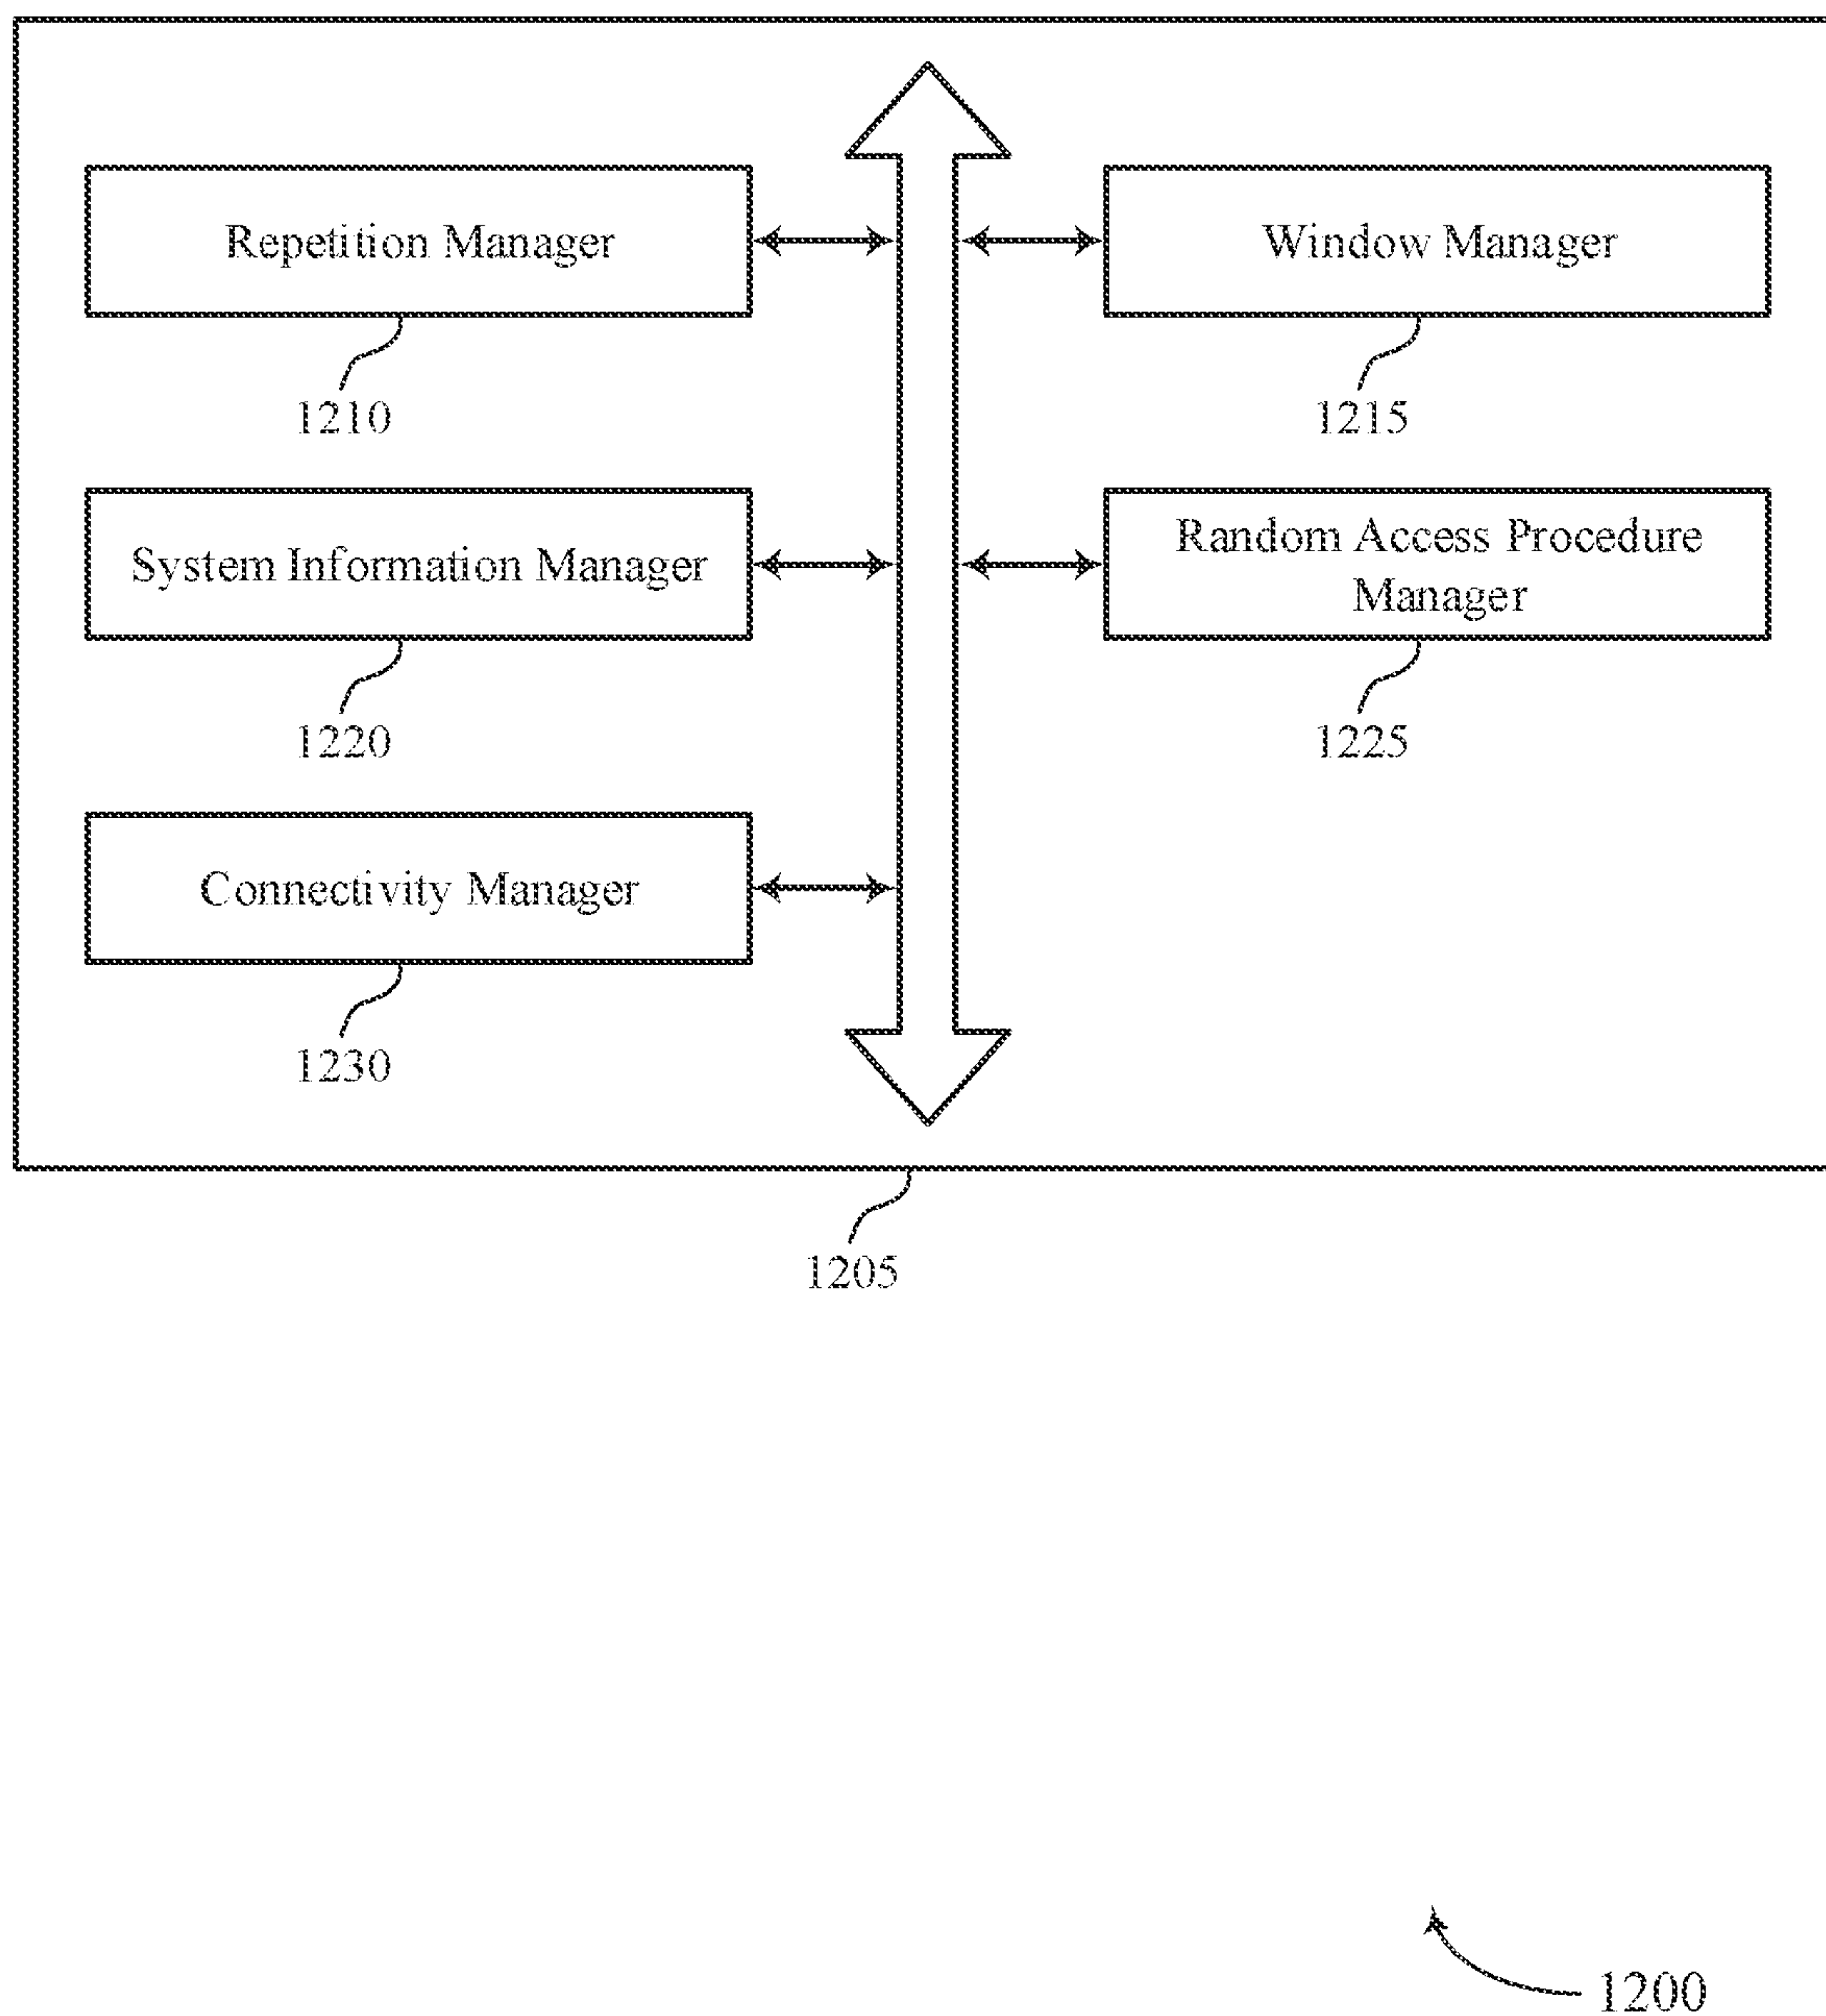 Repetition Manager
1210
Window Manager
1215
System Information Manager
1220
Random Access Procedure
Manager
1225
Connectivity Manager
1230
1205
1200